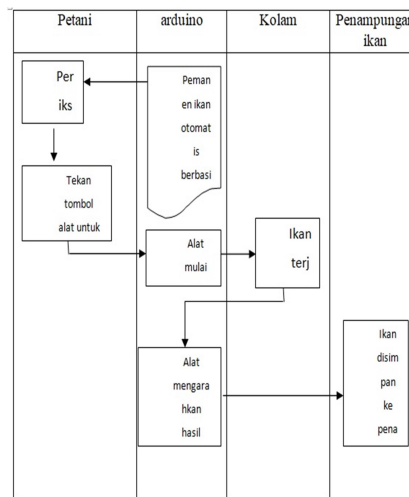 Petani
arduino
Kolam
Penampungan
ikan
Per
iks
Peman
en ikan
otomat
is
berbasi
Tekan
tombol
alat untuk
Alat
mulai
Ikan
terj
Alat
mengara
hkan
hasil
Ikan
disim
pan
ke
pena